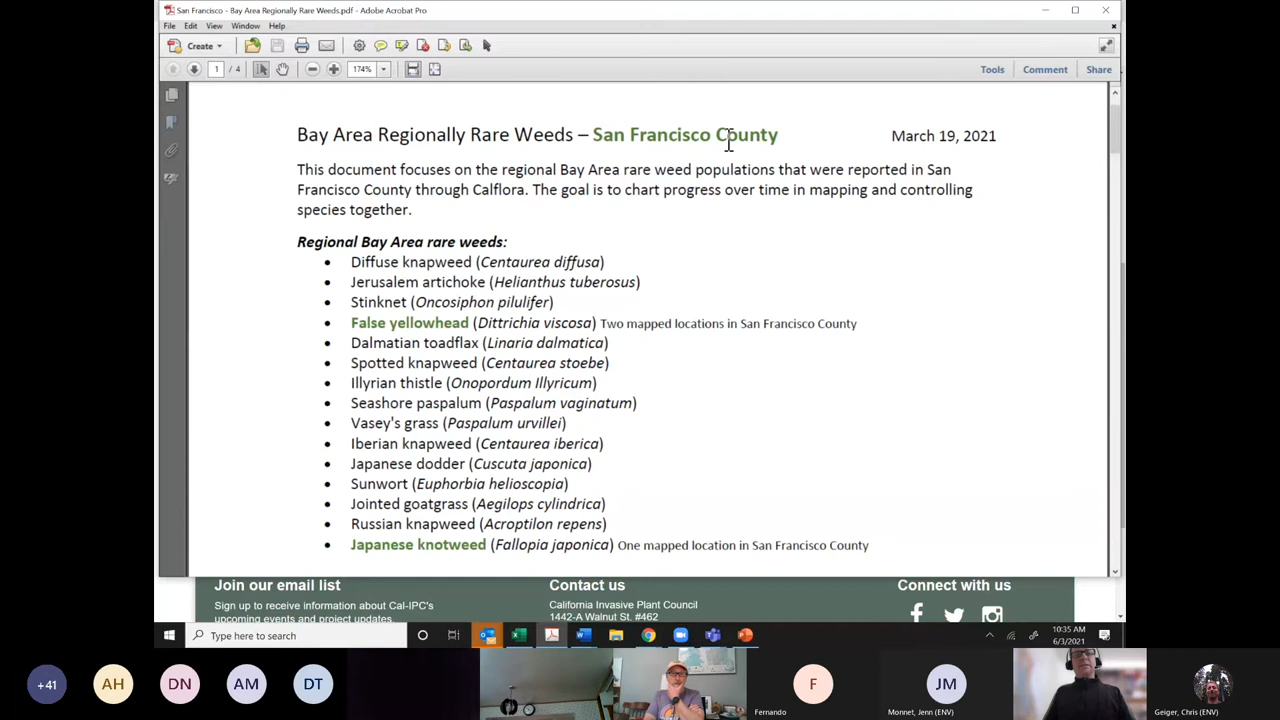 San Francisco - Bay Area Regionally Rare Weeds.pdf - Adobe Acrobat Pro
File Edit View Window Help
Create
1 / 4 174% Tools Comment Share
Bay Area Regionally Rare Weeds – San Francisco County March 19, 2021
This document focuses on the regional Bay Area rare weed populations that were reported in San
Francisco County through Calflora. The goal is to chart progress over time in mapping and controlling
species together.
Regional Bay Area rare weeds:
• Diffuse knapweed (Centaurea diffusa)
• Jerusalem artichoke (Helianthus tuberosus)
• Stinknet (Oncosiphon pilulifer)
• False yellowhead (Dittrichia viscosa) Two mapped locations in San Francisco County
• Dalmatian toadflax (Linaria dalmatica)
• Spotted knapweed (Centaurea stoebe)
• Illyrian thistle (Onopordum Illyricum)
• Seashore paspalum (Paspalum vaginatum)
• Vasey's grass (Paspalum urvillei)
• Iberian knapweed (Centaurea iberica)
• Japanese dodder (Cuscuta japonica)
• Sunwort (Euphorbia helioscopia)
• Jointed goatgrass (Aegilops cylindrica)
• Russian knapweed (Acroptilon repens)
• Japanese knotweed (Fallopia japonica) One mapped location in San Francisco County
Join our email list Contact us Connect with us
Sign up to receive information about Cal-IPC's California Invasive Plant Council
upcoming events and project updates. 1442-A Walnut St. #462
Type here to search
10:35 AM
6/3/2021
+41 AH DN AM DT F JM
Fernando Monnet, Jenn (ENV) Geiger, Chris (ENV)